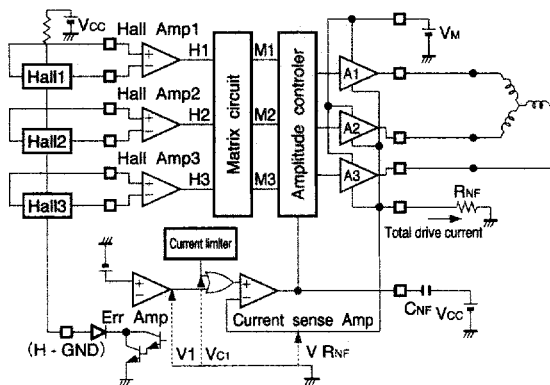 VCC
Hall Amp1
H1
M1
VM
Hall1
A1
Hall Amp2
H2
M2
Hall2
A2
Hall Amp3
H3
M3
Hall3
A3
Matrix circuit
Amplitude controler
RNF
Total drive current
Current limiter
CNF
VCC
Err Amp
Current sense Amp
(H - GND)
V1
VC1
V RNF